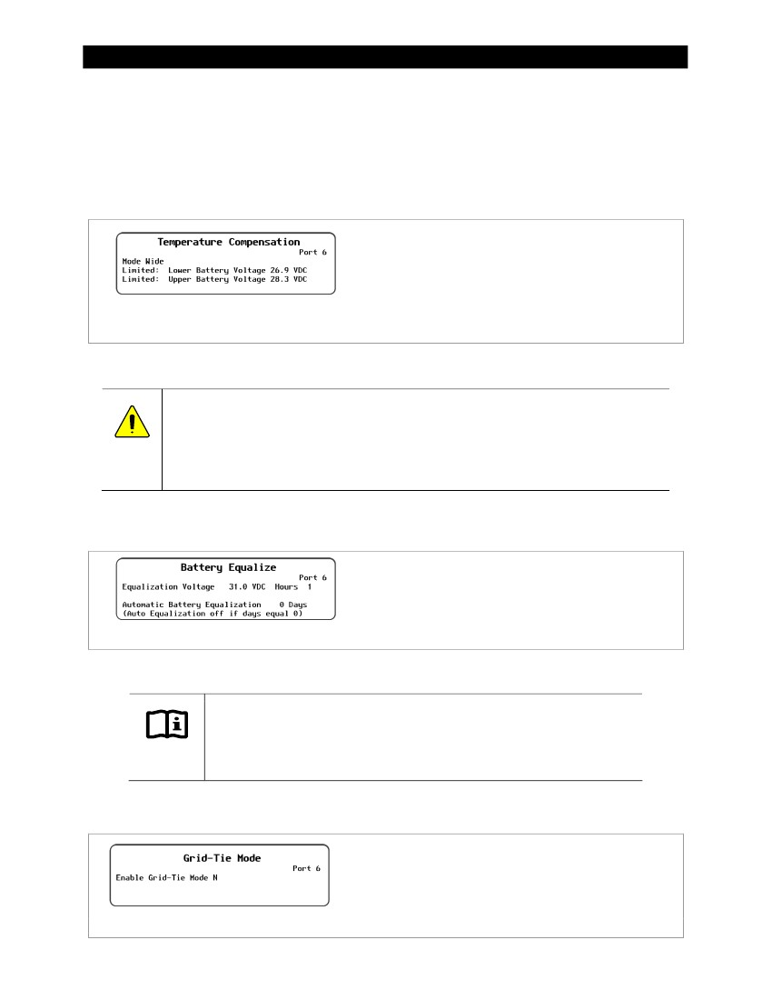 Temperature Compensation
Port 6
Mode Wide
Limited:  Lower Battery Voltage 26.9 VDC
Limited:  Upper Battery Voltage 28.3 VDC
Battery Equalize
Port 6
Equalization Voltage   31.0 VDC  Hours  1
Automatic Battery Equalization    0 Days
(Auto Equalization off if days equal 0)
i
Grid-Tie Mode
Port 6
Enable Grid-Tie Mode N